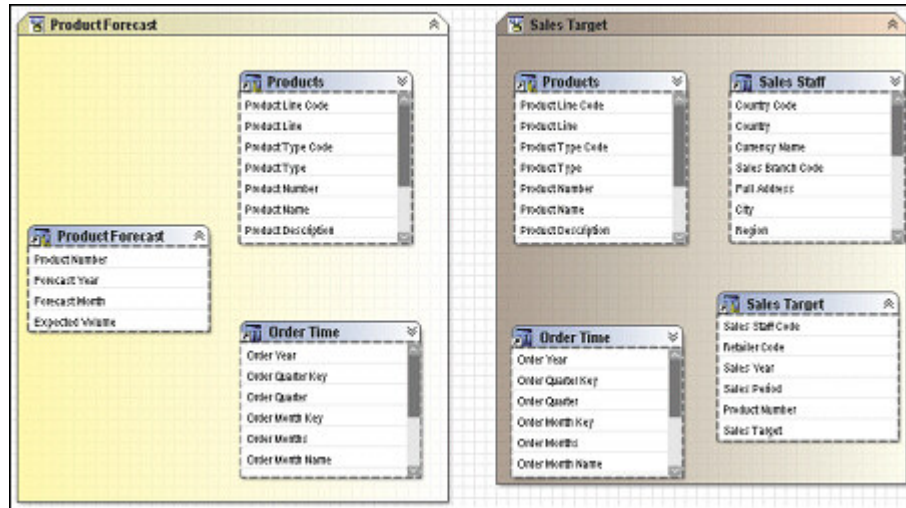 Product Forecast
Products
Product Line Code
Product Line
Product Type Code
Product Type
Product Number
Product Name
Product Description
Product Forecast
Product Number
Forecast Year
Forecast Month
Expected Volume
Order Time
Order Year
Order Quarter Key
Order Quarter
Order Month Key
Order Months
Order Month Name
Sales Target
Products
Product Line Code
Product Line
Product Type Code
Product Type
Product Number
Product Name
Product Description
Sales Staff
Country Code
Country
Currency Name
Sales Branch Code
Full Address
City
Region
Order Time
Order Year
Order Quarter Key
Order Quarter
Order Month Key
Order Months
Order Month Name
Sales Target
Sales Staff Code
Retailer Code
Sales Year
Sales Period
Product Number
Sales Target